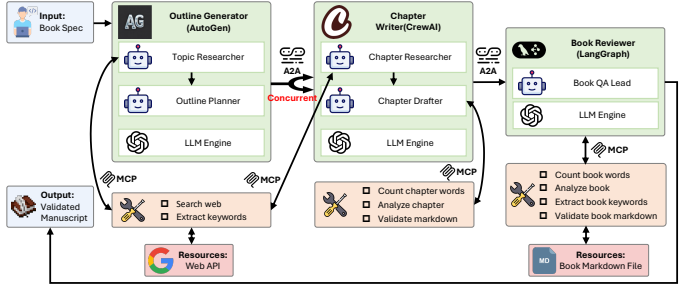 Input:
Book Spec
AG
Outline Generator
(AutoGen)
Topic Researcher
Outline Planner
LLM Engine
A2A
Concurrent
Chapter
Writer(CrewAI)
Chapter Researcher
Chapter Drafter
LLM Engine
A2A
Book Reviewer
(LangGraph)
Book QA Lead
LLM Engine
MCP
MCP
MCP
MCP
Output:
Validated
Manuscript
Search web
Extract keywords
Count chapter words
Analyze chapter
Validate markdown
Count book words
Analyze book
Extract book keywords
Validate book markdown
Resources:
Web API
MD
Resources:
Book Markdown File